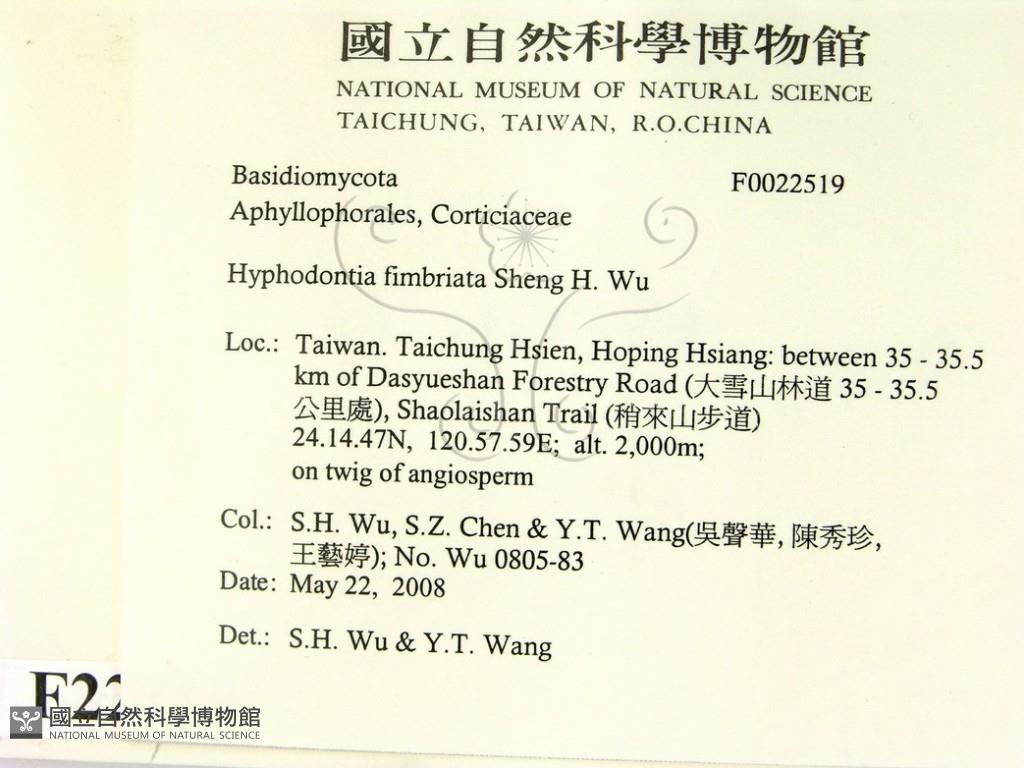 國立自然科學博物館
NATIONAL MUSEUM OF NATURAL SCIENCE
TAICHUNG, TAIWAN, R.O.CHINA
Basidiomycota F0022519
Aphyllophorales, Corticiaceae
Hyphodontia fimbriata Sheng H. Wu
Loc.: Taiwan. Taichung Hsien, Hoping Hsiang: between 35 - 35.5
km of Dasyueshan Forestry Road (大雪山林道 35 - 35.5
公里處), Shaolaishan Trail (稍來山步道)
24.14.47N, 120.57.59E; alt. 2,000m;
on twig of angiosperm
Col.: S.H. Wu, S.Z. Chen & Y.T. Wang(吳聲華, 陳秀珍,
王藝婷); No. Wu 0805-83
Date: May 22, 2008
Det.: S.H. Wu & Y.T. Wang
F22
國立自然科學博物館
NATIONAL MUSEUM OF NATURAL SCIENCE